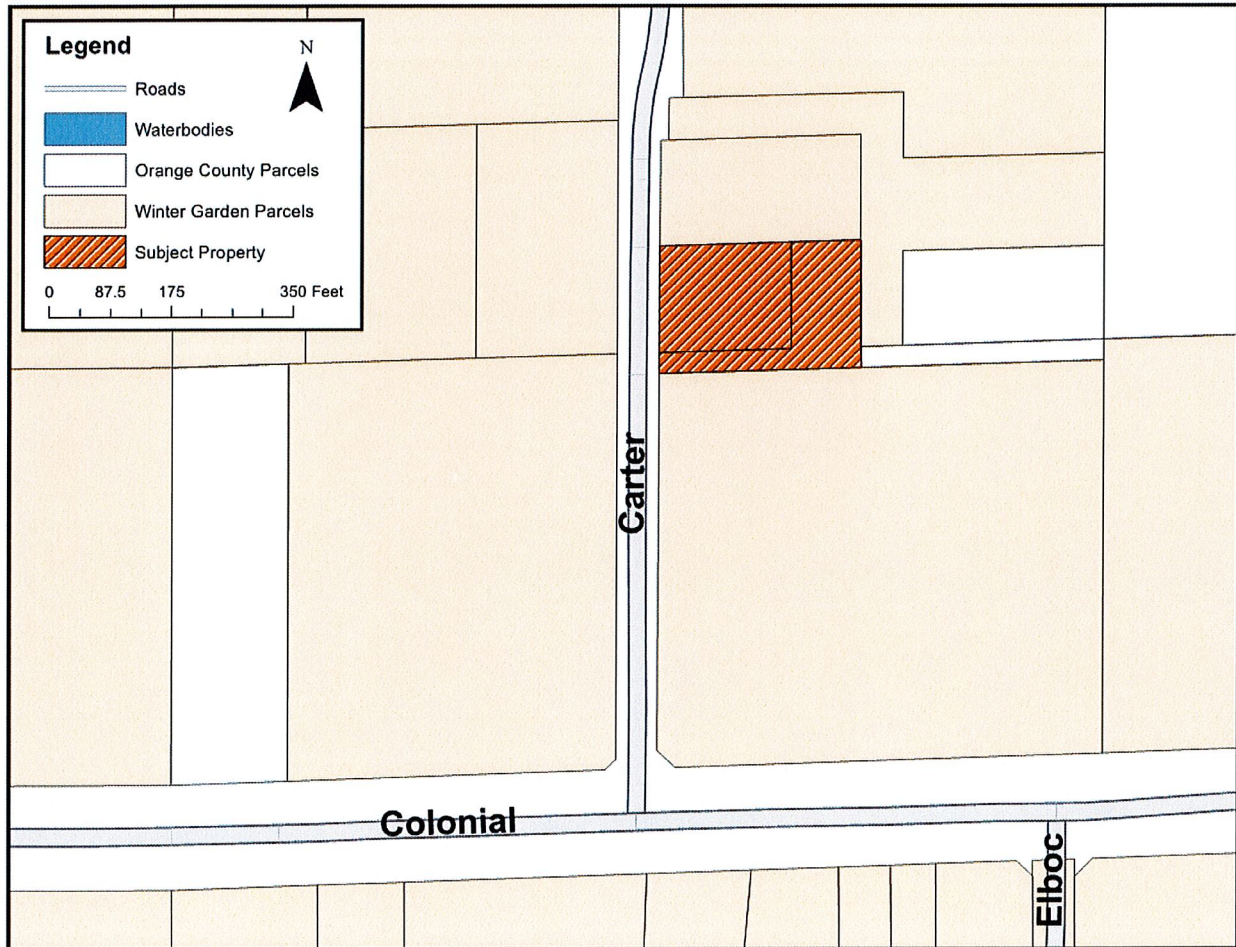 Legend
N
Roads
Waterbodies
Orange County Parcels
Winter Garden Parcels
Subject Property
0 87.5 175 350 Feet
Carter
Colonial
Elboc